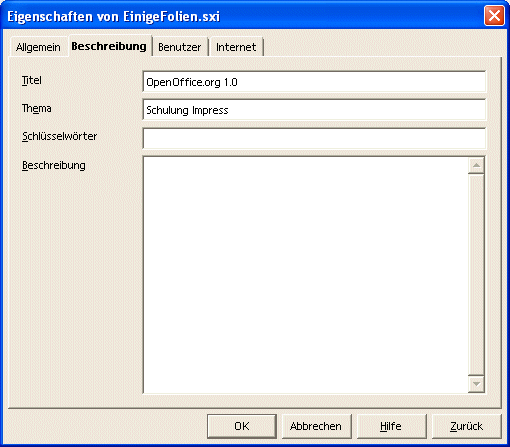 Eigenschaften von EinigeFolien.sxi
Allgemein Beschreibung Benutzer Internet
Titel OpenOffice.org 1.0
Thema Schulung Impress
Schlüsselwörter
Beschreibung
OK Abbrechen Hilfe Zurück